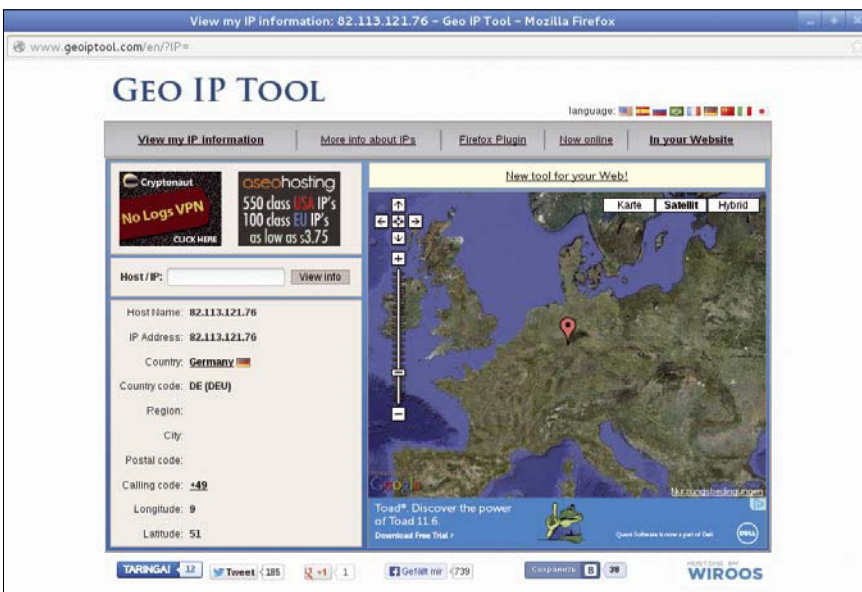 View my IP information: 82.113.121.76 - Geo IP Tool - Mozilla Firefox
www.geoiptool.com/en/?IP=
GEO IP TOOL
language:
View my IP information
More info about IPs
Firefox Plugin
Now online
In your Website
Cryptonaut
No Logs VPN
CLICK HERE
aseohosting
550 class USA IP's
100 class EU IP's
as low as $3.75
New tool for your Web!
Karte
Satellit
Hybrid
Host / IP:
View info
Host Name: 82.113.121.76
IP Address: 82.113.121.76
Country: Germany
Country code: DE (DEU)
Region:
City:
Postal code:
Calling code: +49
Longitude: 9
Latitude: 51
Google
Nutzungsbedingungen
Toad®. Discover the power
of Toad 11.6.
Download Free Trial ›
Quest Software is now a part of Dell
DELL
TARINGA! 12
Tweet 185
+1 1
Gefällt mir 739
Сохранить B 38
HOSTING BY
WIROOS